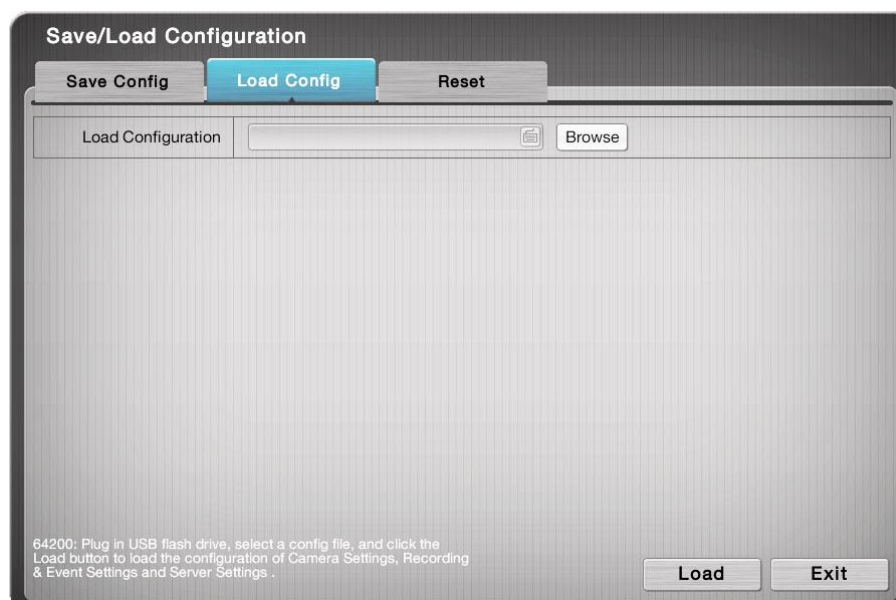 Save/Load Configuration
Save Config
Load Config
Reset
Load Configuration
Browse
64200: Plug in USB flash drive, select a config file, and click the
Load button to load the configuration of Camera Settings, Recording
& Event Settings and Server Settings .
Load
Exit